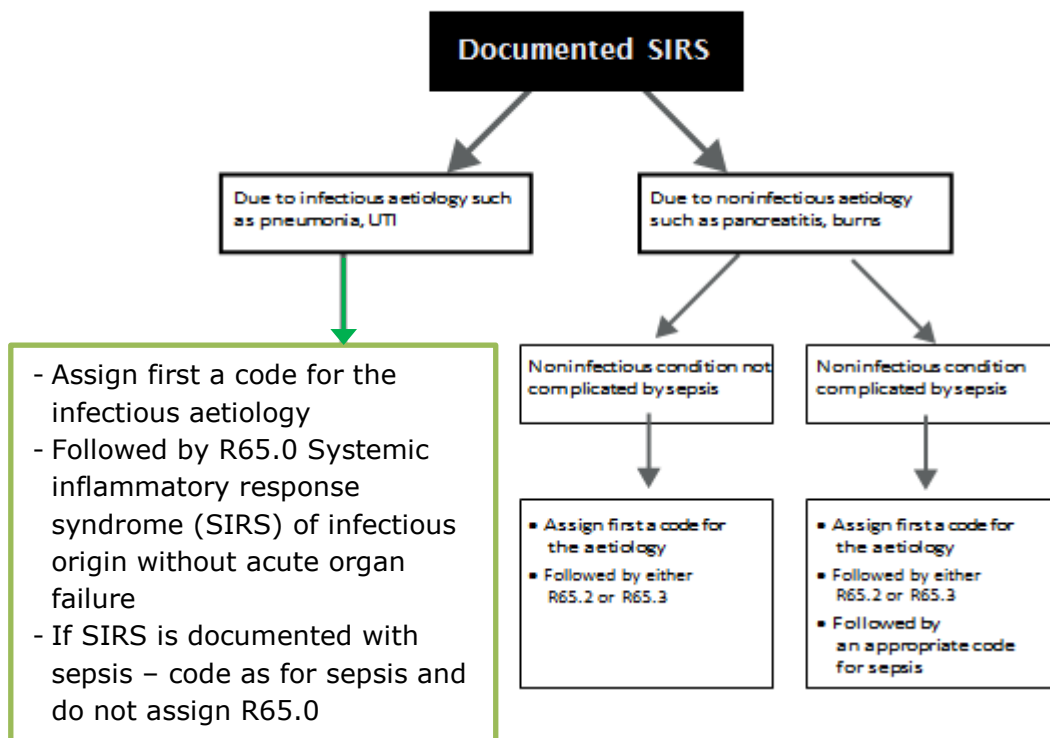 Documented SIRS
Due to infectious aetiology such
as pneumonia, UTI
Due to noninfectious aetiology
such as pancreatitis, burns
- Assign first a code for the
infectious aetiology
- Followed by R65.0 Systemic
inflammatory response
syndrome (SIRS) of infectious
origin without acute organ
failure
- If SIRS is documented with
sepsis – code as for sepsis and
do not assign R65.0
Noninfectious condition not
complicated by sepsis
Noninfectious condition
complicated by sepsis
• Assign first a code for
the aetiology
• Followed by either
R65.2 or R65.3
• Assign first a code for
the aetiology
• Followed by either
R65.2 or R65.3
• Followed by
an appropriate code
for sepsis